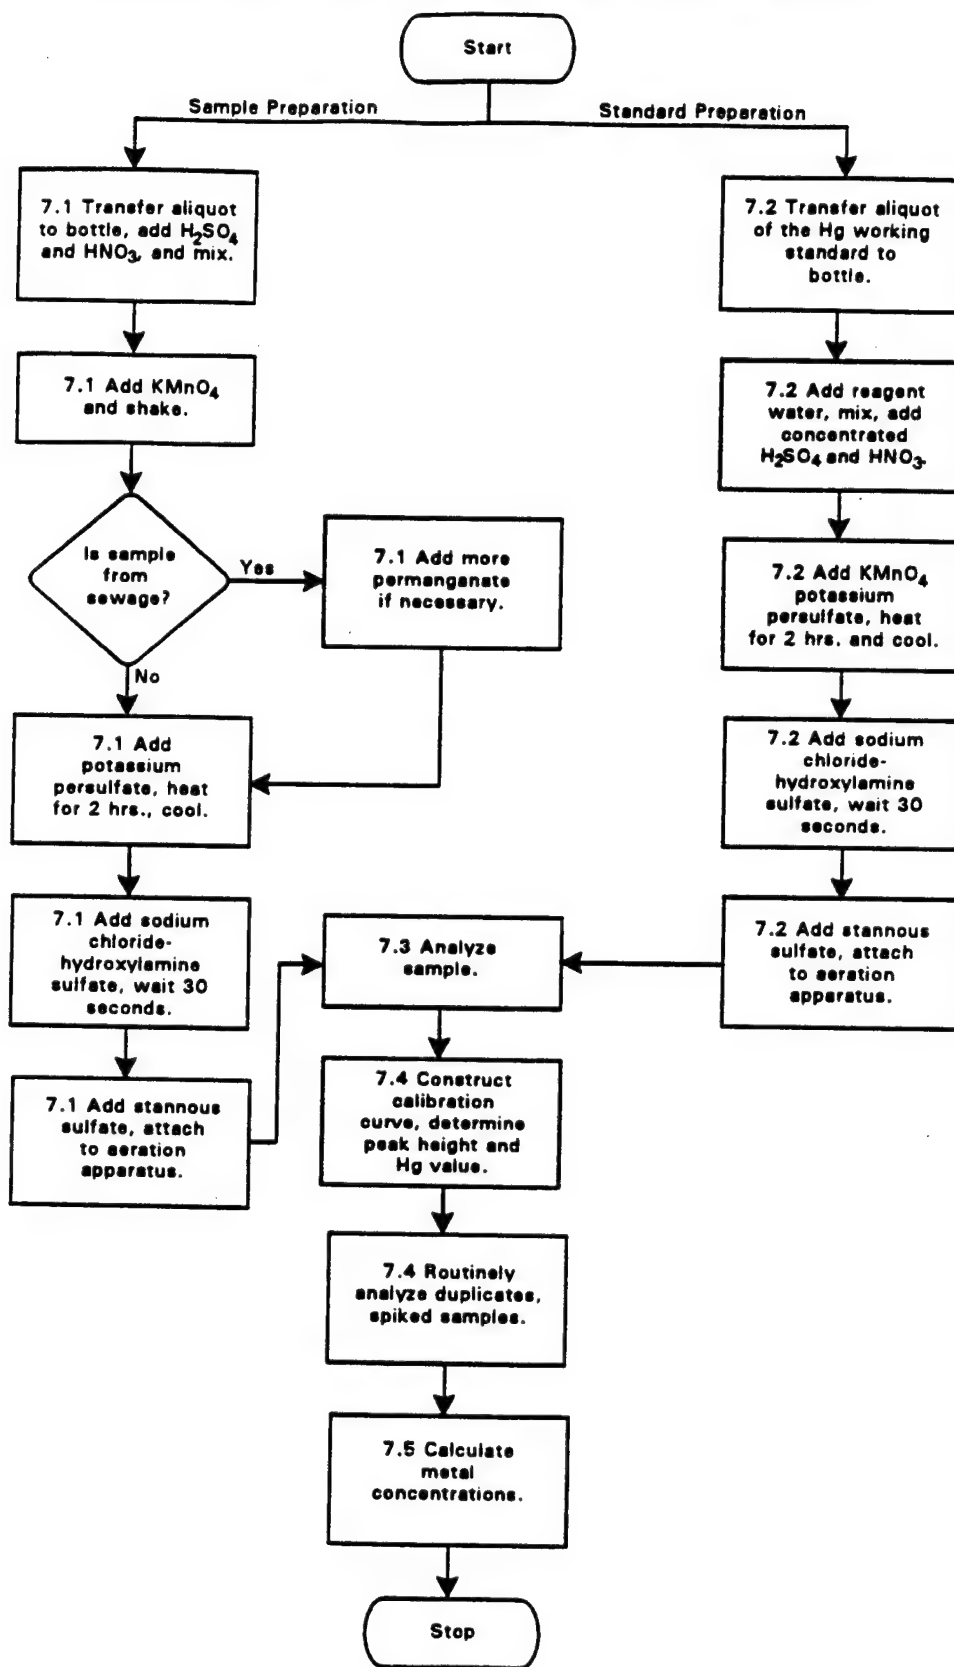 Start
Sample Preparation
Standard Preparation
7.1 Transfer aliquot
to bottle, add H₂SO₄
and HNO₃, and mix.
7.1 Add KMnO₄
and shake.
Is sample
from
sewage?
Yes
7.1 Add more
permanganate
if necessary.
No
7.1 Add
potassium
persulfate, heat
for 2 hrs., cool.
7.1 Add sodium
chloride-
hydroxylamine
sulfate, wait 30
seconds.
7.1 Add stannous
sulfate, attach
to aeration
apparatus.
7.2 Transfer aliquot
of the Hg working
standard to
bottle.
7.2 Add reagent
water, mix, add
concentrated
H₂SO₄ and HNO₃.
7.2 Add KMnO₄
potassium
persulfate, heat
for 2 hrs. and cool.
7.2 Add sodium
chloride-
hydroxylamine
sulfate, wait 30
seconds.
7.2 Add stannous
sulfate, attach
to aeration
apparatus.
7.3 Analyze
sample.
7.4 Construct
calibration
curve, determine
peak height and
Hg value.
7.4 Routinely
analyze duplicates,
spiked samples.
7.5 Calculate
metal
concentrations.
Stop